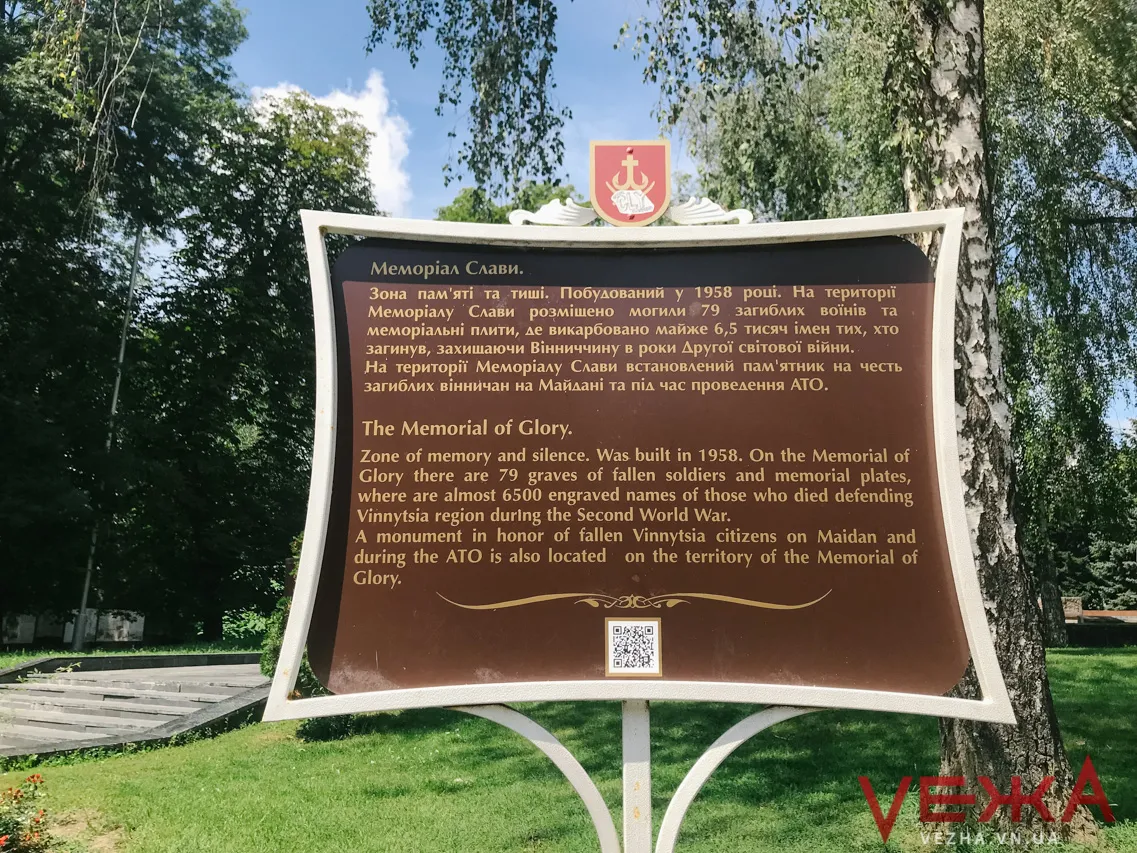 Меморіал Слави.
Зона пам'яті та тиші. Побудований у 1958 році. На території
Меморіалу Слави розміщено могили 79 загиблих воїнів та
меморіальні плити, де викарбовано майже 6,5 тисяч імен тих, хто
загинув, захищаючи Вінниччину в роки Другої світової війни.
На території Меморіалу Слави встановлений пам'ятник на честь
загиблих вінничан на Майдані та під час проведення АТО.
The Memorial of Glory.
Zone of memory and silence. Was built in 1958. On the Memorial of
Glory there are 79 graves of fallen soldiers and memorial plates,
where are almost 6500 engraved names of those who died defending
Vinnytsia region during the Second World War.
A monument in honor of fallen Vinnytsia citizens on Maidan and
during the ATO is also located on the territory of the Memorial of
Glory.
VEЖА
VEZHA.VN.UA